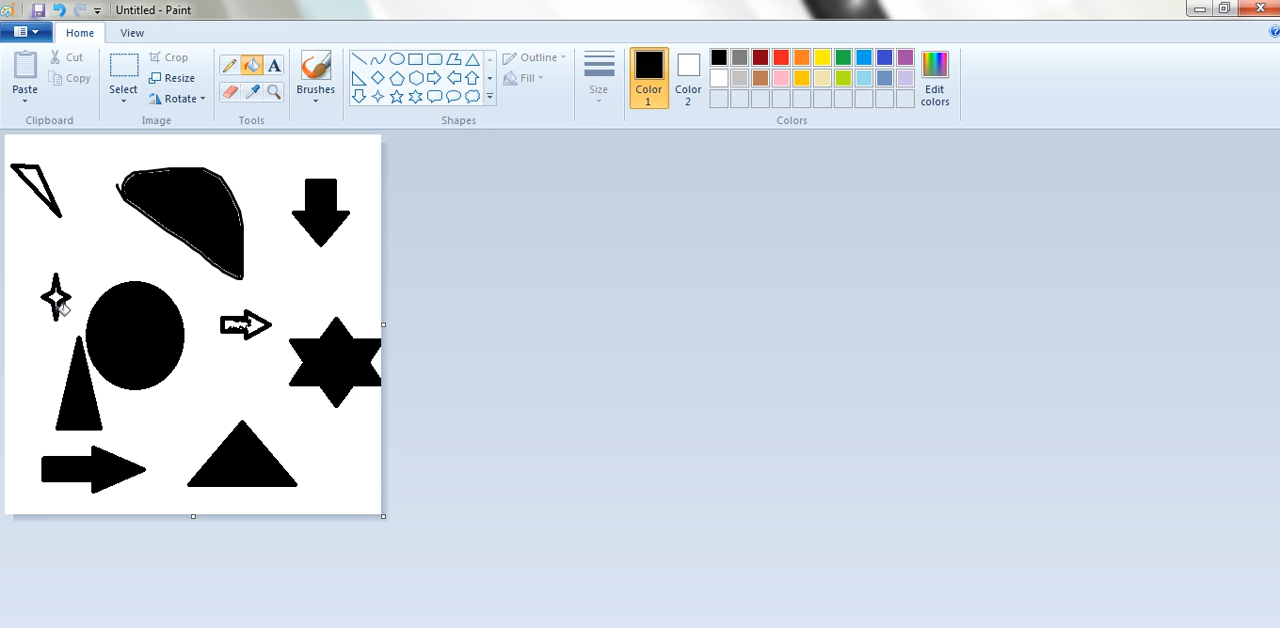 Untitled - Paint
Home View
Paste
Cut
Copy
Clipboard
Select
Crop
Resize
Rotate
Image
A
Tools
Brushes
Outline
Fill
Shapes
Size
Color 1
Color 2
Edit colors
Colors